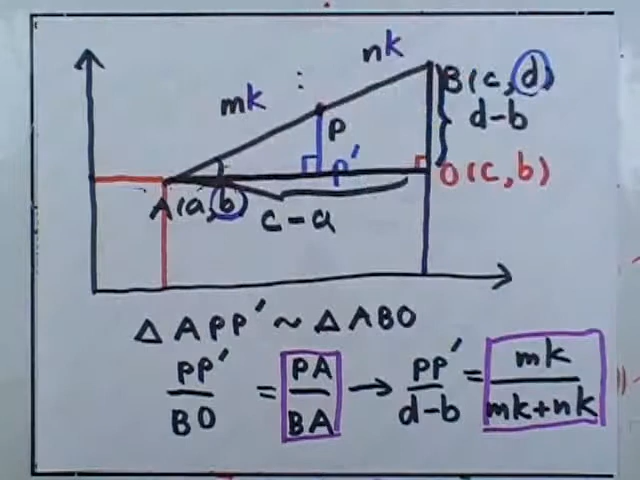 nk
mk :
B(c,d)
P
d-b
P'
O(c,b)
A(a,b)
c-a
Δ APP' ~ Δ ABO
PP'/BO = PA/BA → PP'/d-b = mk/mk+nk